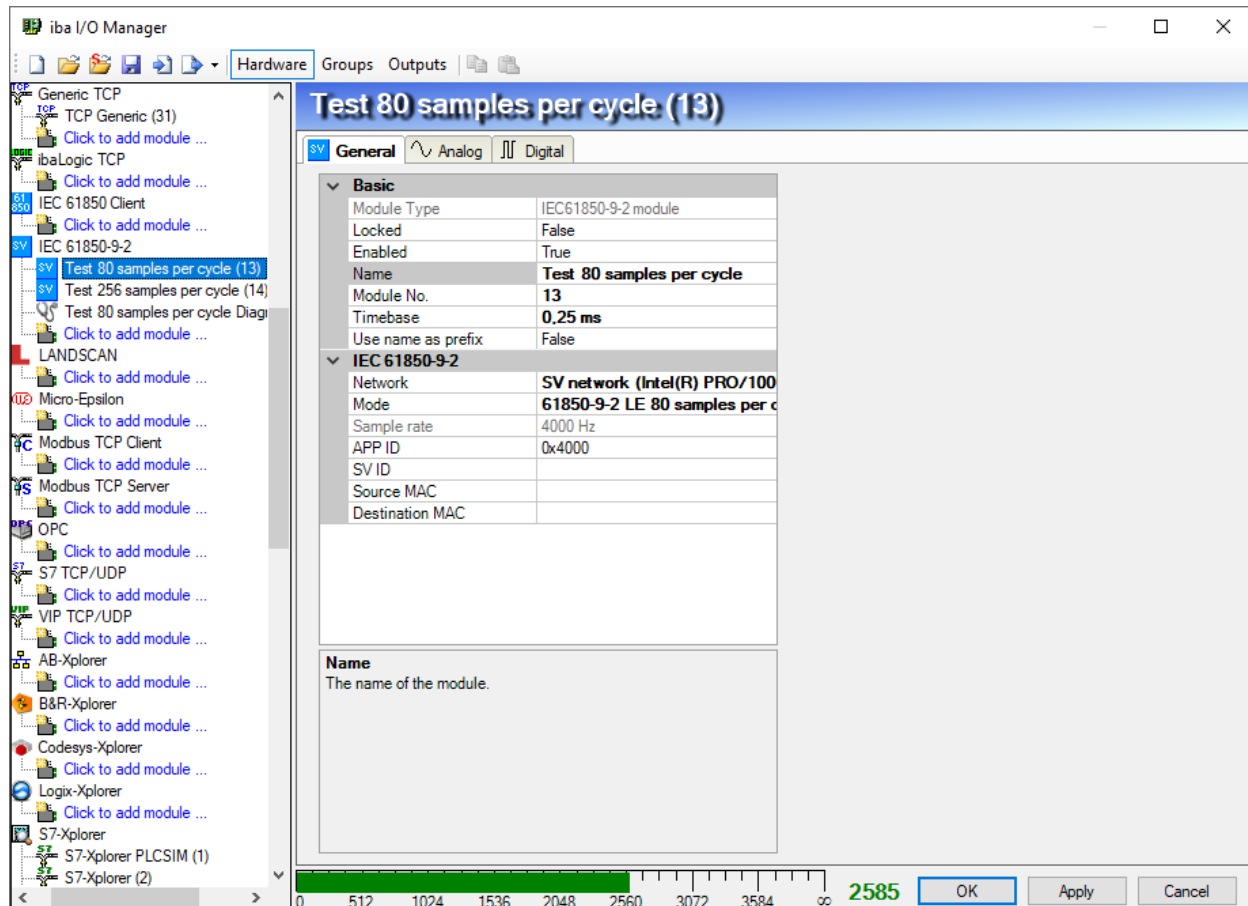 iba I/O Manager
Hardware Groups Outputs
Generic TCP
TCP Generic (31)
Click to add module ...
ibaLogic TCP
Click to add module ...
IEC 61850 Client
Click to add module ...
IEC 61850-9-2
Test 80 samples per cycle (13)
Test 256 samples per cycle (14)
Test 80 samples per cycle Diagn
Click to add module ...
LANDSCAN
Click to add module ...
Micro-Epsilon
Click to add module ...
Modbus TCP Client
Click to add module ...
Modbus TCP Server
Click to add module ...
OPC
Click to add module ...
S7 TCP/UDP
Click to add module ...
VIP TCP/UDP
Click to add module ...
AB-Xplorer
Click to add module ...
B&R-Xplorer
Click to add module ...
Codesys-Xplorer
Click to add module ...
Logix-Xplorer
Click to add module ...
S7-Xplorer
S7-Xplorer PLCSIM (1)
S7-Xplorer (2)
Test 80 samples per cycle (13)
SV General Analog Digital
Basic
Module Type IEC61850-9-2 module
Locked False
Enabled True
Name Test 80 samples per cycle
Module No. 13
Timebase 0,25 ms
Use name as prefix False
IEC 61850-9-2
Network SV network (Intel(R) PRO/100
Mode 61850-9-2 LE 80 samples per c
Sample rate 4000 Hz
APP ID 0x4000
SV ID
Source MAC
Destination MAC
Name
The name of the module.
0 512 1024 1536 2048 2560 3072 3584 ∞
2585 OK Apply Cancel